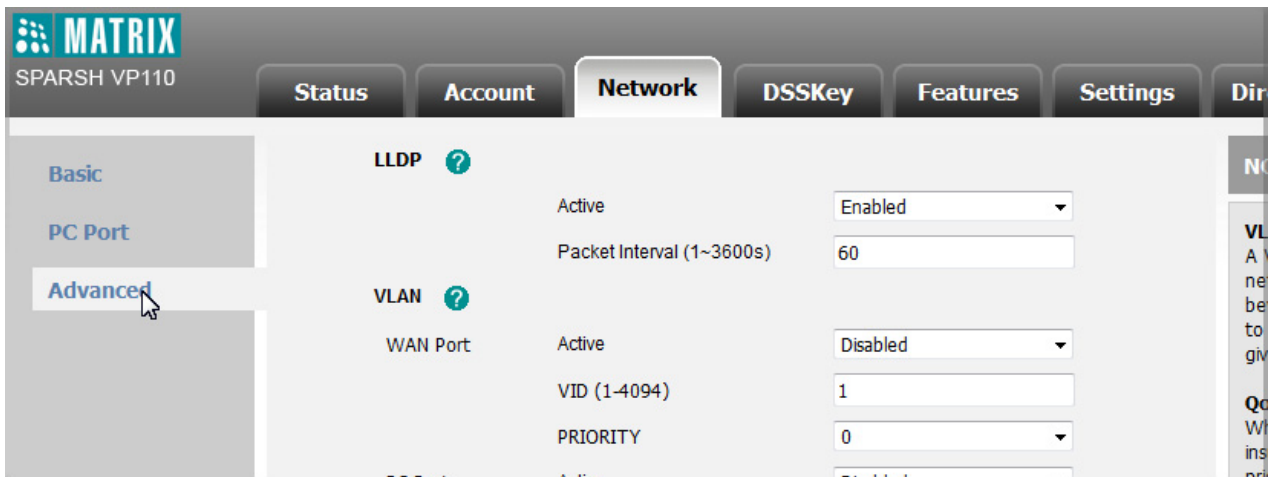 MATRIX
SPARSH VP110
Status Account Network DSSKey Features Settings
Basic
PC Port
Advanced
LLDP ?
Active Enabled
Packet Interval (1~3600s) 60
VLAN ?
WAN Port Active Disabled
VID (1-4094) 1
PRIORITY 0
A
to